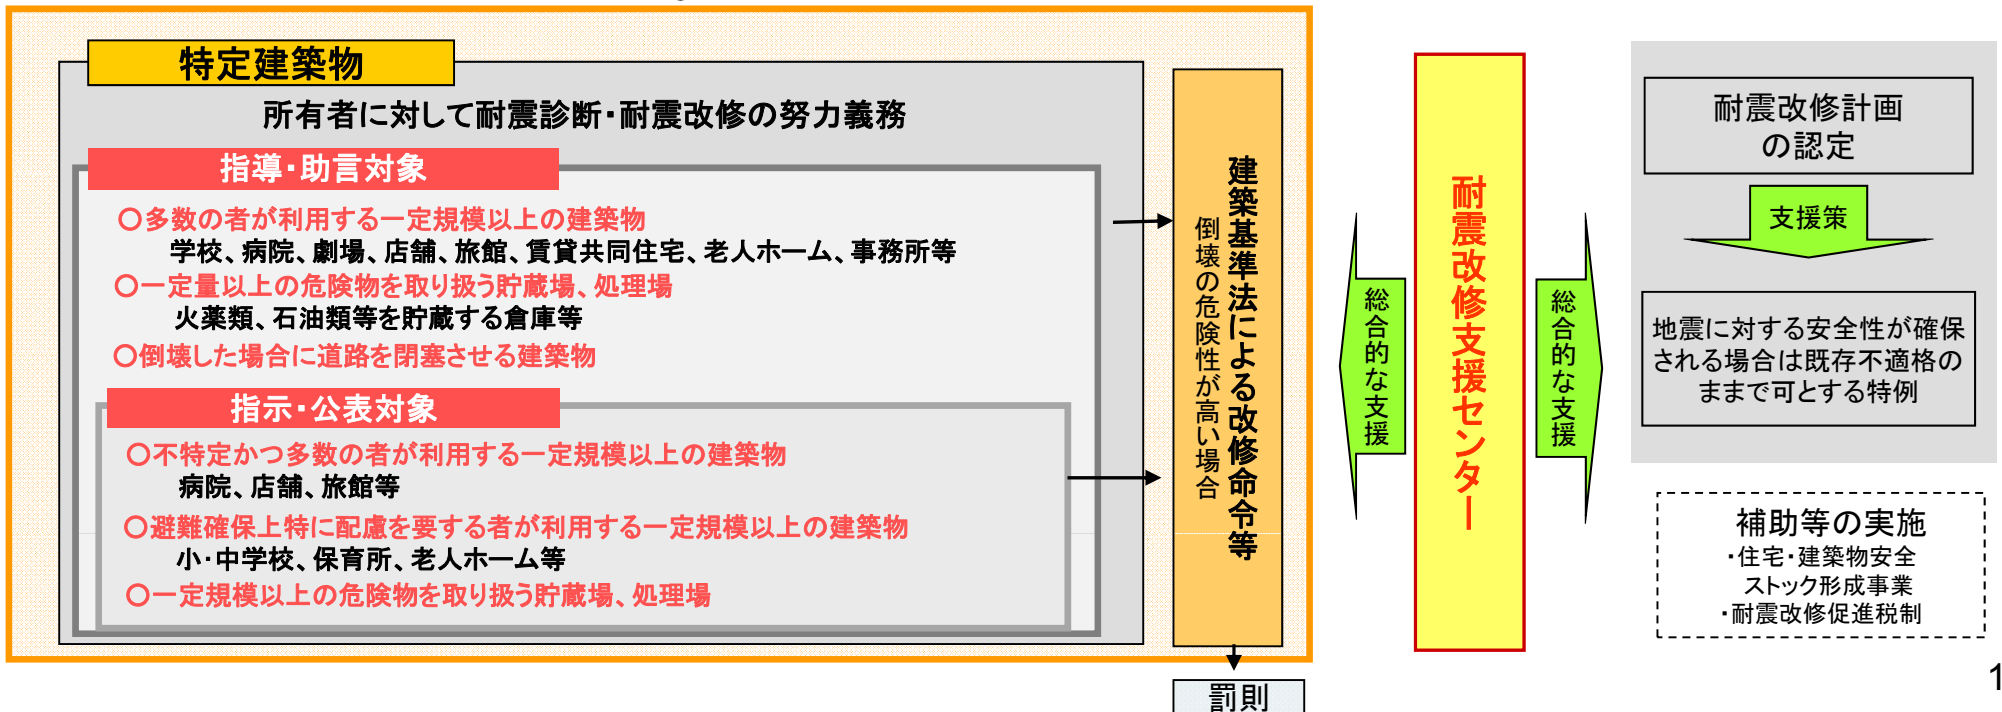 特定建築物
所有者に対して耐震診断・耐震改修の努力義務
指導・助言対象
○多数の者が利用する一定規模以上の建築物
学校、病院、劇場、店舗、旅館、賃貸共同住宅、老人ホーム、事務所等
○一定量以上の危険物を取り扱う貯蔵場、処理場
火薬類、石油類等を貯蔵する倉庫等
○倒壊した場合に道路を閉塞させる建築物
指示・公表対象
○不特定かつ多数の者が利用する一定規模以上の建築物
病院、店舗、旅館等
○避難確保上特に配慮を要する者が利用する一定規模以上の建築物
小・中学校、保育所、老人ホーム等
○一定規模以上の危険物を取り扱う貯蔵場、処理場
建築基準法による改修命令等
倒壊の危険性が高い場合
罰則
総合的な支援
耐震改修支援センター
総合的な支援
耐震改修計画
の認定
支援策
地震に対する安全性が確保
される場合は既存不適格の
ままで可とする特例
補助等の実施
・住宅・建築物安全
ストック形成事業
・耐震改修促進税制
1